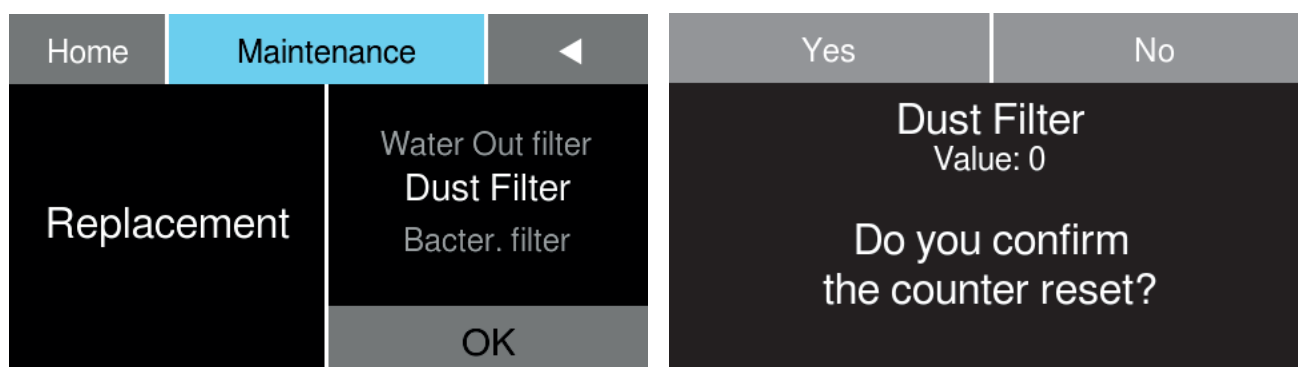 Home
Maintenance
◀
Replacement
Water Out filter
Dust Filter
Bacter. filter
OK
Yes
No
Dust Filter
Value: 0
Do you confirm
the counter reset?